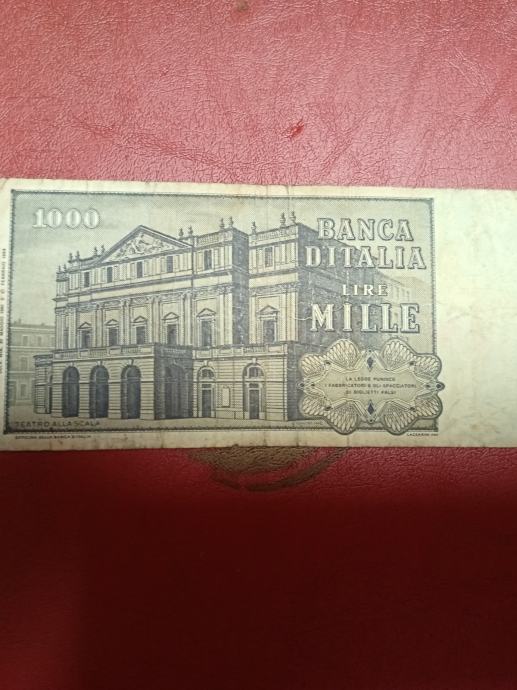 1000
BANCA
D'ITALIA
LIRE
MILLE
LA LEGGE PUNISCE
I FABBRICATORI E GLI SPACCIATORI
DI BIGLIETTI FALSI
TEATRO ALLA SCALA
OFFICINA DELLA BANCA D'ITALIA